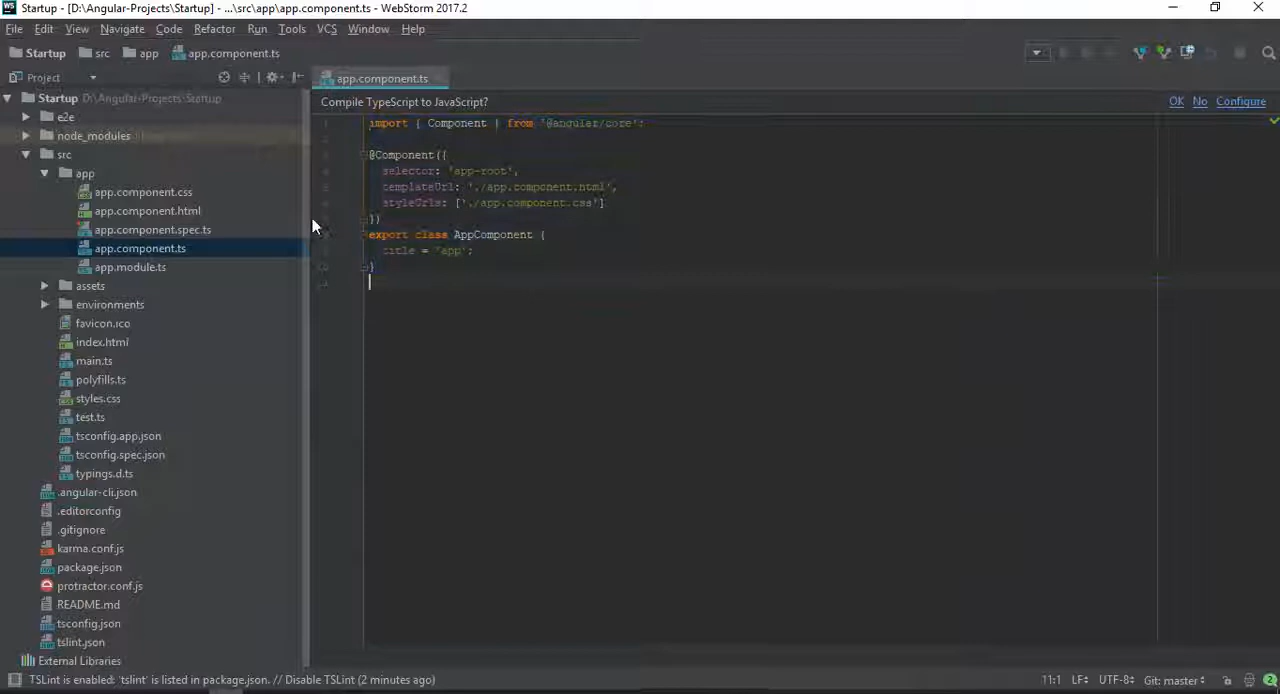 WS Startup - [D:\Angular-Projects\Startup] - ...\src\app\app.component.ts - WebStorm 2017.2
File Edit View Navigate Code Refactor Run Tools VCS Window Help
Startup src app app.component.ts
Project
app.component.ts
Startup D:\Angular-Projects\Startup
e2e
node_modules
src
app
app.component.css
app.component.html
app.component.spec.ts
app.component.ts
app.module.ts
assets
environments
favicon.ico
index.html
main.ts
polyfills.ts
styles.css
test.ts
tsconfig.app.json
tsconfig.spec.json
typings.d.ts
.angular-cli.json
.editorconfig
.gitignore
karma.conf.js
package.json
protractor.conf.js
README.md
tsconfig.json
tslint.json
External Libraries
Compile TypeScript to JavaScript? OK No Configure
import { Component } from '@angular/core';
@Component({
selector: 'app-root',
templateUrl: './app.component.html',
styleUrls: ['./app.component.css']
})
export class AppComponent {
title = 'app';
}
TSLint is enabled: 'tslint' is listed in package.json. // Disable TSLint (2 minutes ago) 11:1 LF UTF-8 Git: master 2